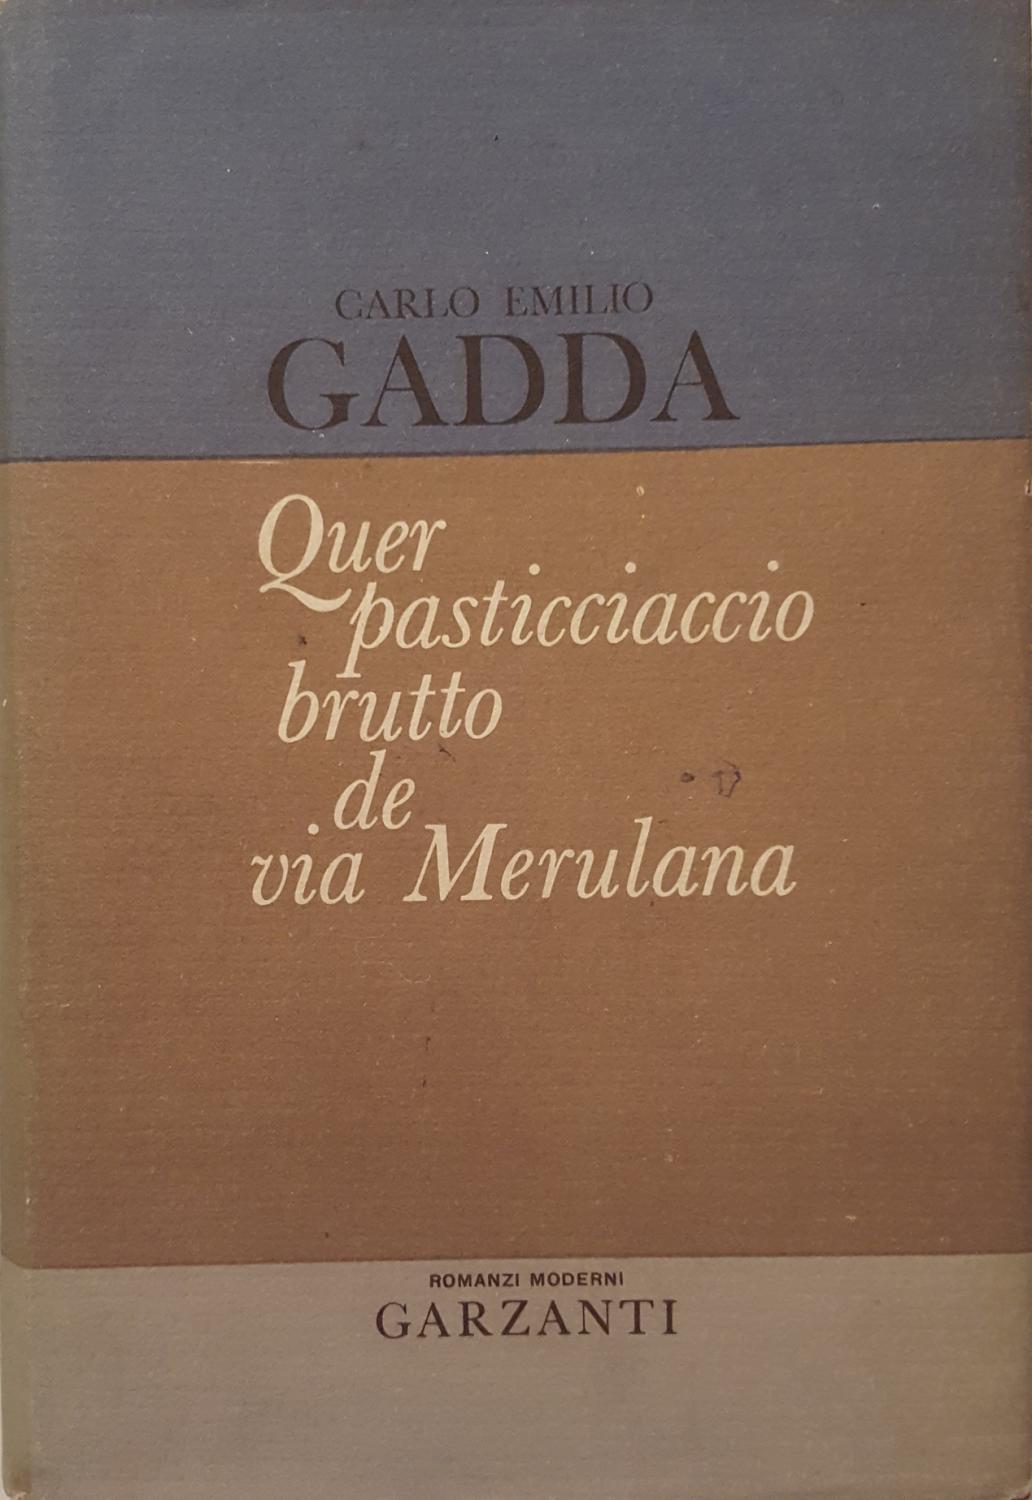 CARLO EMILIO
GADDA
Quer
pasticciaccio
brutto
de
via Merulana
ROMANZI MODERNI
GARZANTI